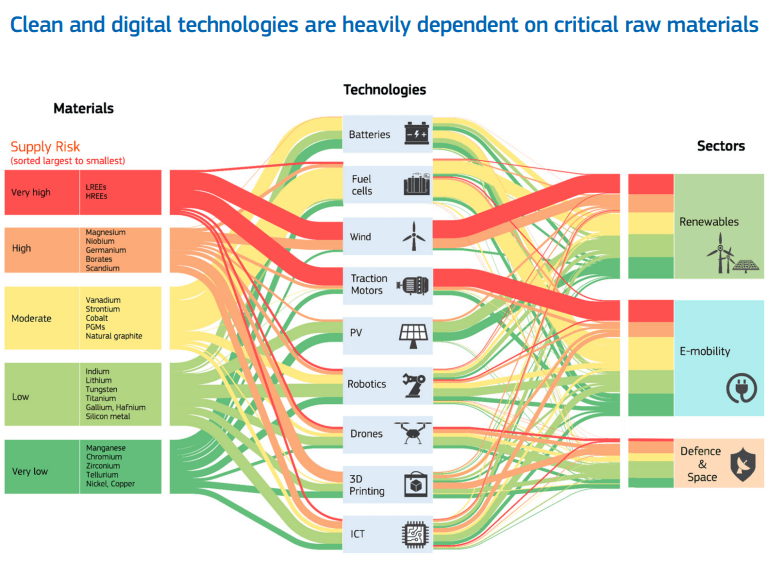 Clean and digital technologies are heavily dependent on critical raw materials
Materials
Technologies
Sectors
Supply Risk
(sorted largest to smallest)
Very high
LREEs
HREEs
High
Magnesium
Niobium
Germanium
Borates
Scandium
Moderate
Vanadium
Strontium
Cobalt
PGMs
Natural graphite
Low
Indium
Lithium
Tungsten
Titanium
Gallium, Hafnium
Silicon metal
Very low
Manganese
Chromium
Zirconium
Tellurium
Nickel, Copper
Batteries
Fuel
cells
Wind
Traction
Motors
PV
Robotics
Drones
3D
Printing
ICT
Renewables
E-mobility
Defence
&
Space